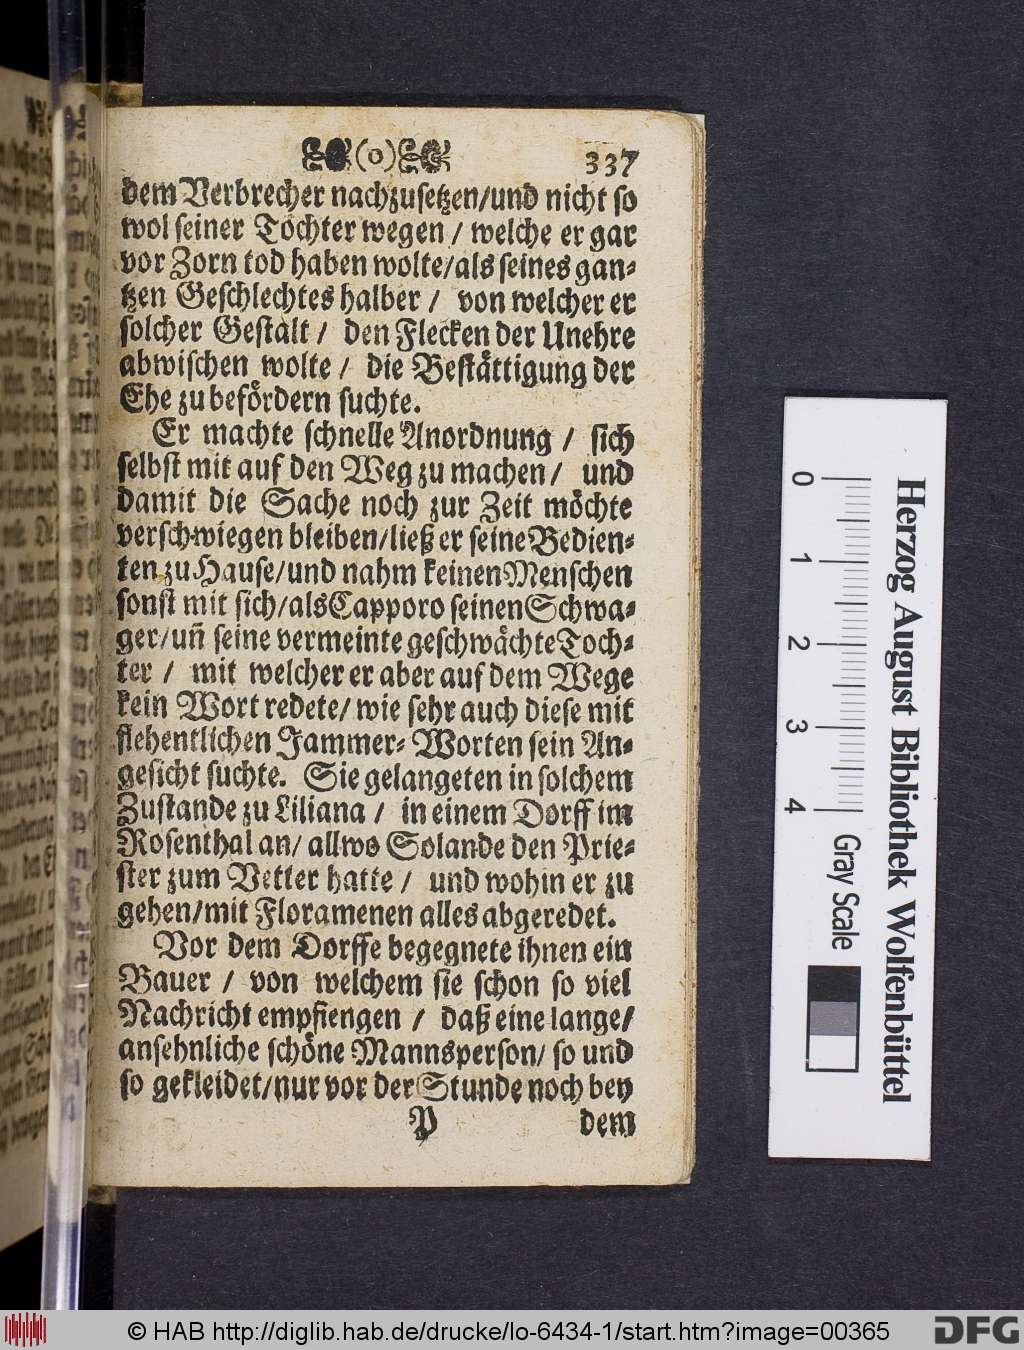 (o) 337
dem Verbrecher nachzusetzen/und nicht so
wol seiner Tochter wegen / welche er gar
vor Zorn tod haben wolte/als seines gan-
tzen Geschlechtes halber / von welcher er
solcher Gestalt / den Flecken der Unehre
abwischen wolte / die Bestättigung der
Ehe zu befördern suchte.
Er machte schnelle Anordnung / sich
selbst mit auf den Weg zu machen / und
damit die Sache noch zur Zeit möchte
verschwiegen bleiben/ließ er seine Bedien-
ten zu Hause/und nahm keinen Menschen
sonst mit sich/als Capporo seinen Schwa-
ger/uñ seine vermeinte geschwächte Toch-
ter / mit welcher er aber auf dem Wege
kein Wort redete/ wie sehr auch diese mit
flehentlichen Jammer-Worten sein An-
gesicht suchte. Sie gelangeten in solchem
Zustande zu Liliana / in einem Dorff im
Rosenthal an/ allwo Solande den Prie-
ster zum Vetter hatte / und wohin er zu
gehen/mit Floramenen alles abgeredet.
Vor dem Dorffe begegnete ihnen ein
Bauer / von welchem sie schon so viel
Nachricht empfiengen / daß eine lange/
ansehnliche schöne Mannsperson/ so und
so gekleidet/nur vor der Stunde noch bey
P dem
0 1 2 3 4
Gray Scale
Herzog August Bibliothek Wolfenbüttel
© HAB http://diglib.hab.de/drucke/lo-6434-1/start.htm?image=00365
DFG